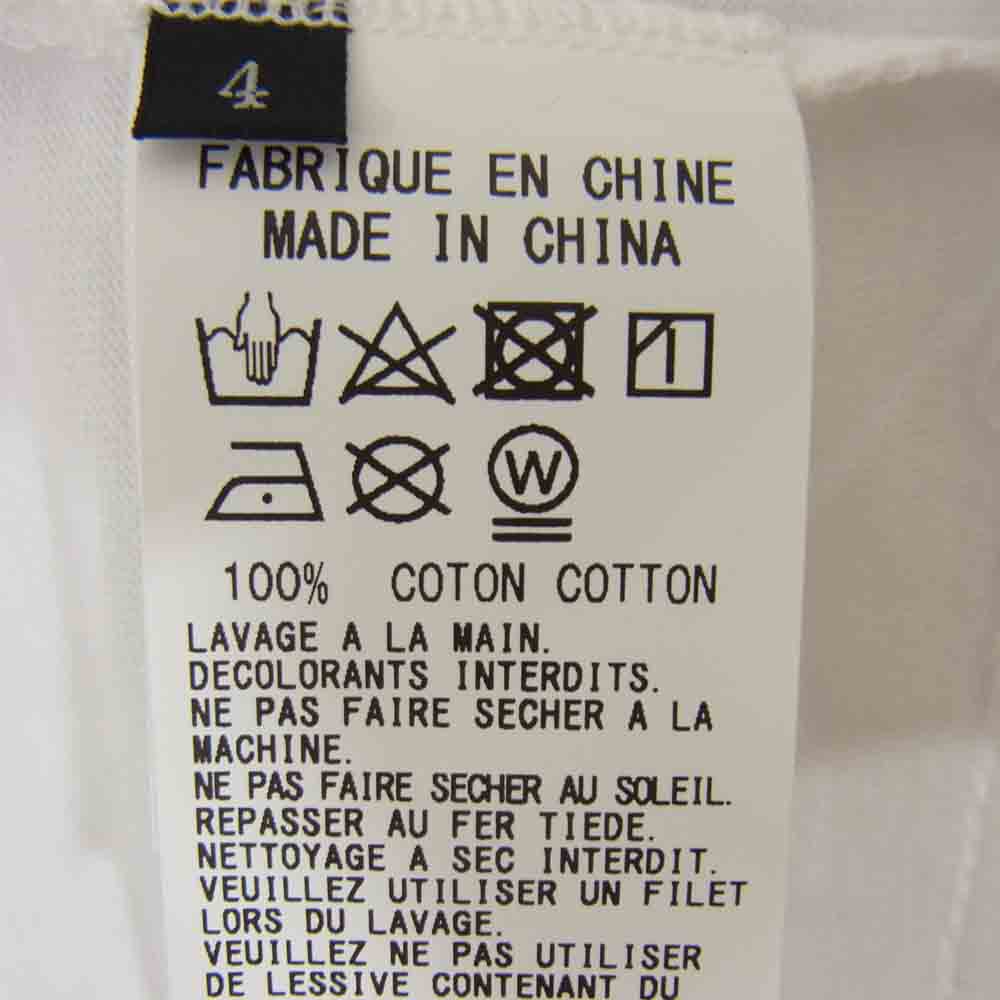 4
FABRIQUE EN CHINE
MADE IN CHINA
W
100% COTON COTTON
LAVAGE A LA MAIN.
DECOLORANTS INTERDITS.
NE PAS FAIRE SECHER A LA
MACHINE.
NE PAS FAIRE SECHER AU SOLEIL.
REPASSER AU FER TIEDE.
NETTOYAGE A SEC INTERDIT.
VEUILLEZ UTILISER UN FILET
LORS DU LAVAGE.
VEUILLEZ NE PAS UTILISER
DE LESSIVE CONTENANT DU